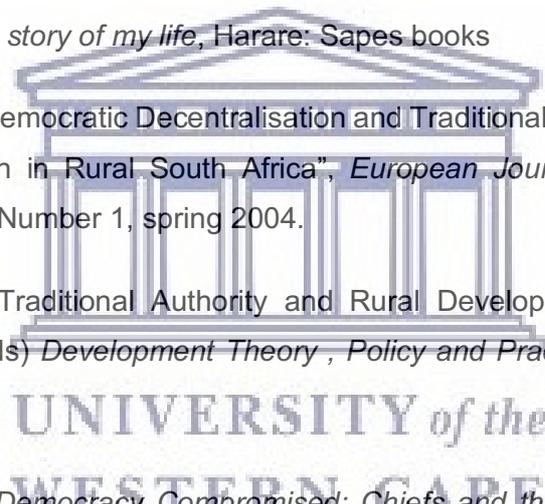 story of my life, Harare: Sapes books
emocratic Decentralisation and Traditional
n in Rural South Africa”, European Jour
Number 1, spring 2004.
Traditional Authority and Rural Develop
ls) Development Theory , Policy and Pra
UNIVERSITY of the
Democracy Compromised: Chiefs and th
WESTERN CAPE